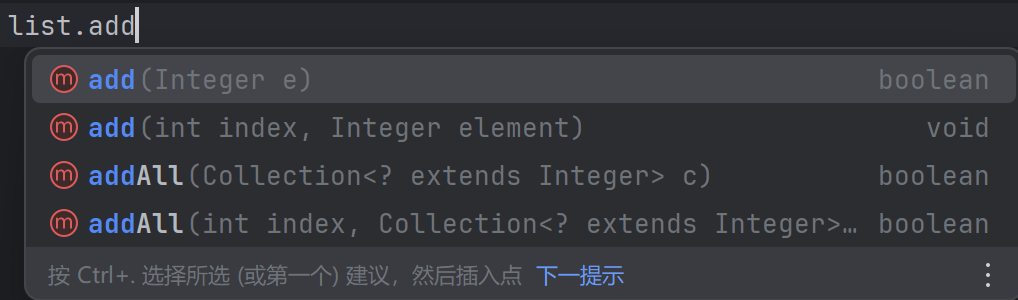 list.add
m add(Integer e) boolean
m add(int index, Integer element) void
m addAll(Collection<? extends Integer> c) boolean
m addAll(int index, Collection<? extends Integer>… boolean
按 Ctrl+. 选择所选 (或第一个) 建议，然后插入点 下一提示